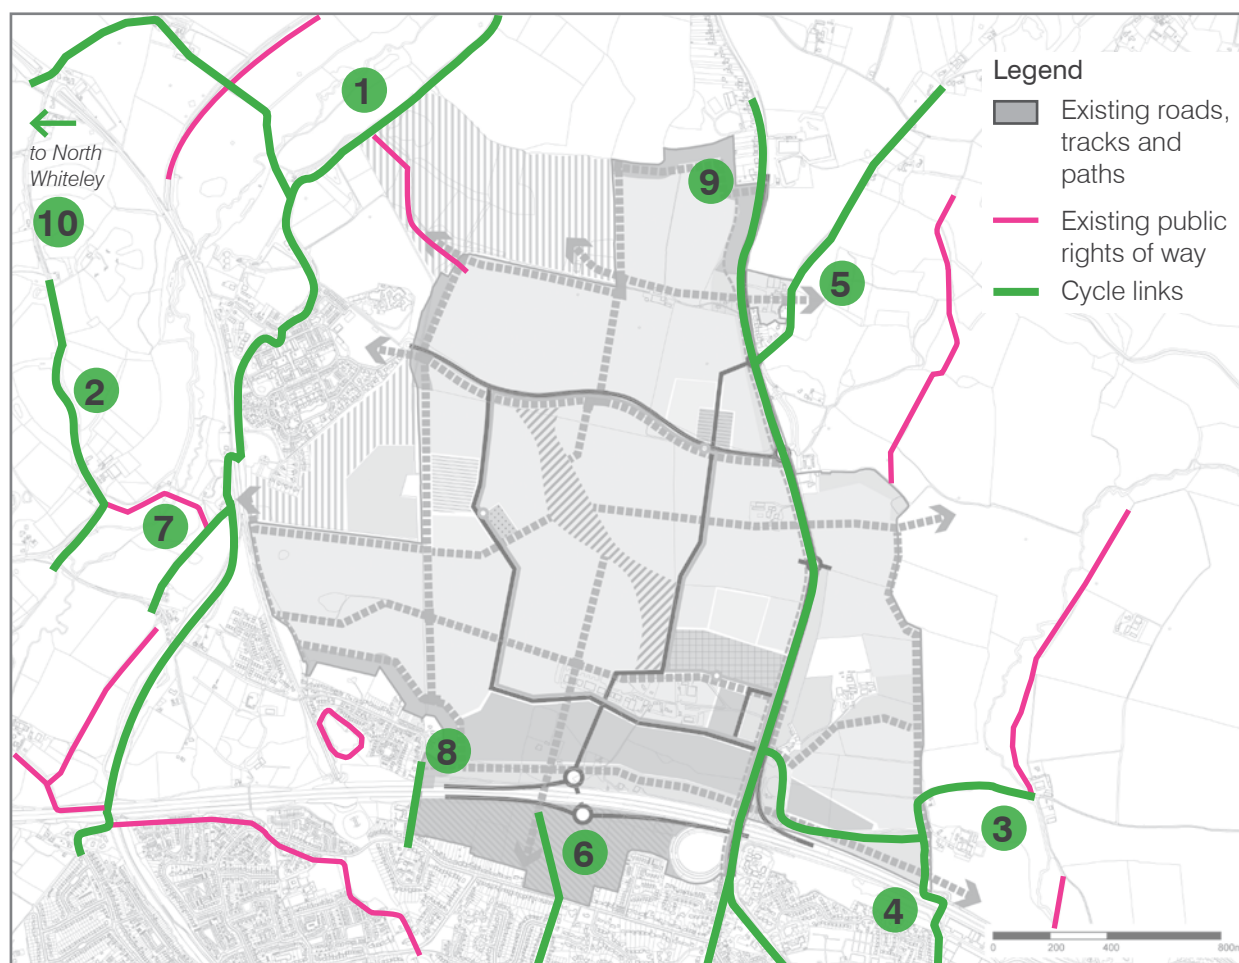 1
to North
Whiteley
10
2
7
8
6
9
5
3
4
Legend
Existing roads,
tracks and
paths
Existing public
rights of way
Cycle links
0
200
400
800m